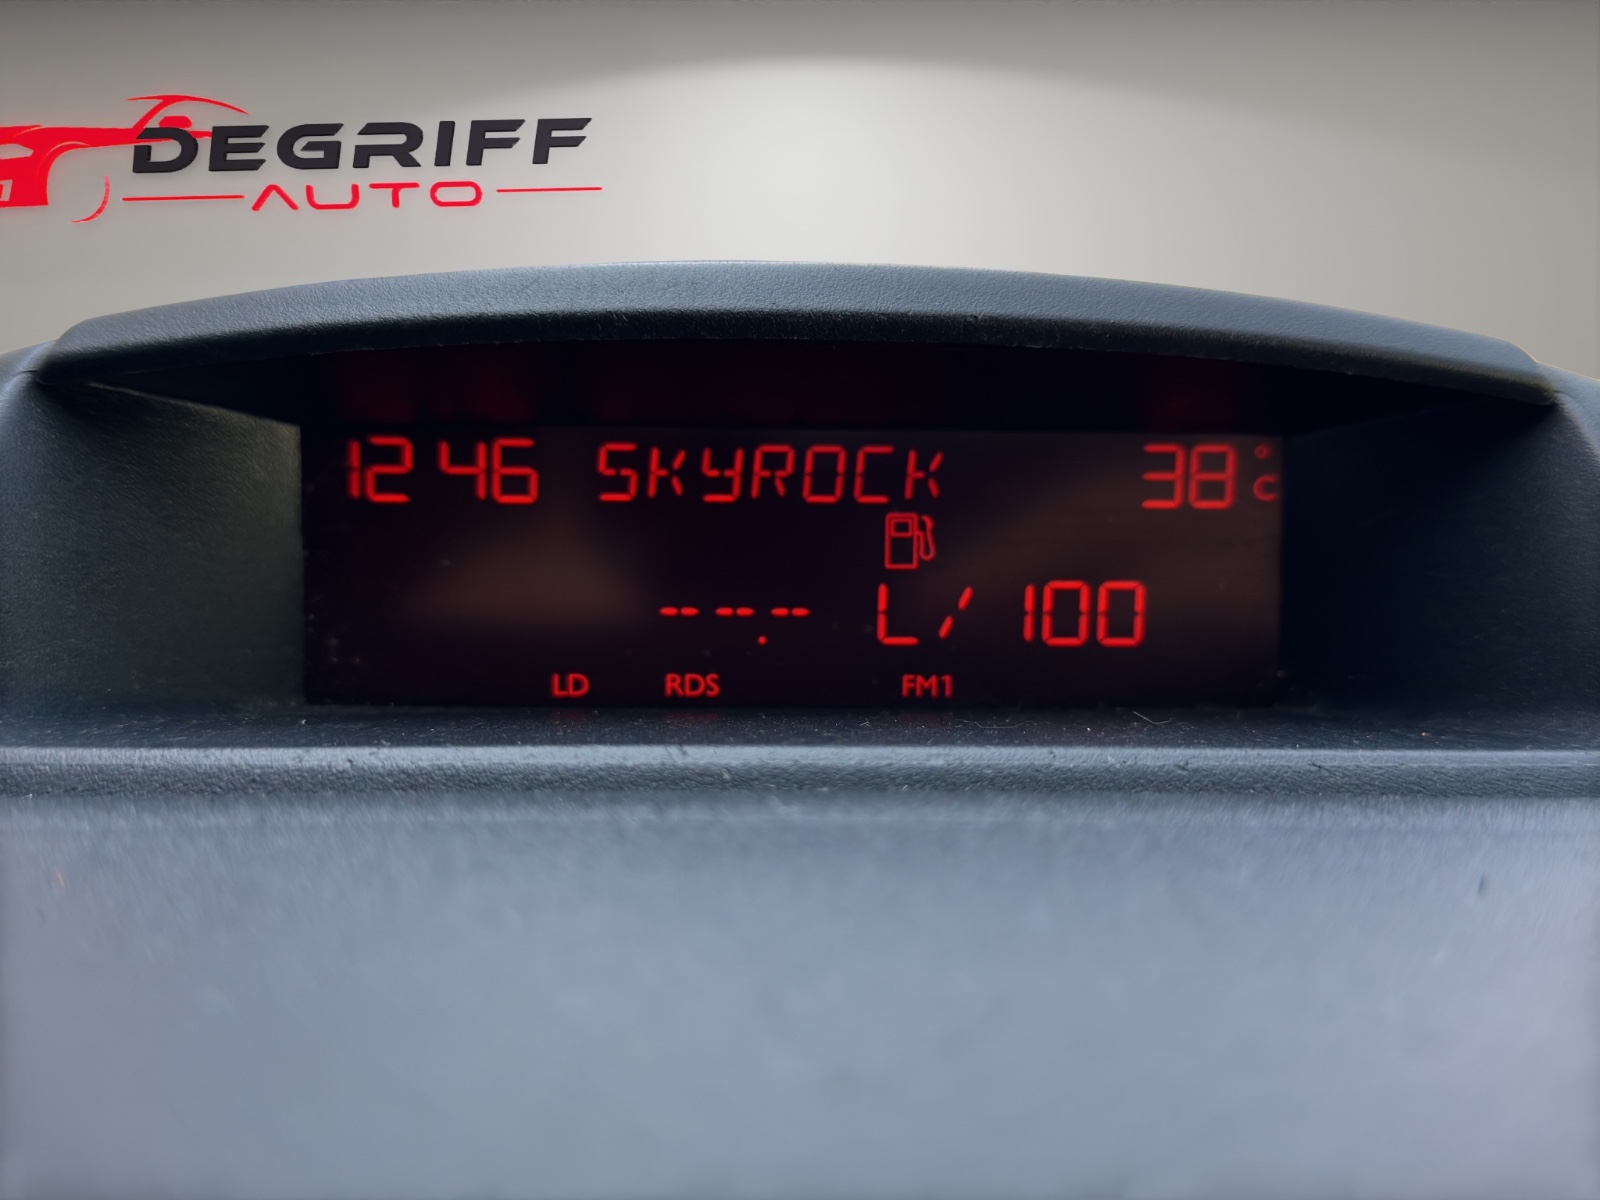 DEGRIFF
AUTO
12 46 SKYROCK 38 °C
-- --.-- L/100
LD RDS FM1